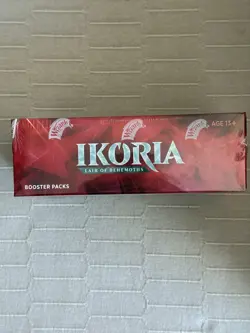 AGE 13+
IKORIA
LAIR OF BEHEMOTHS
BOOSTER PACKS